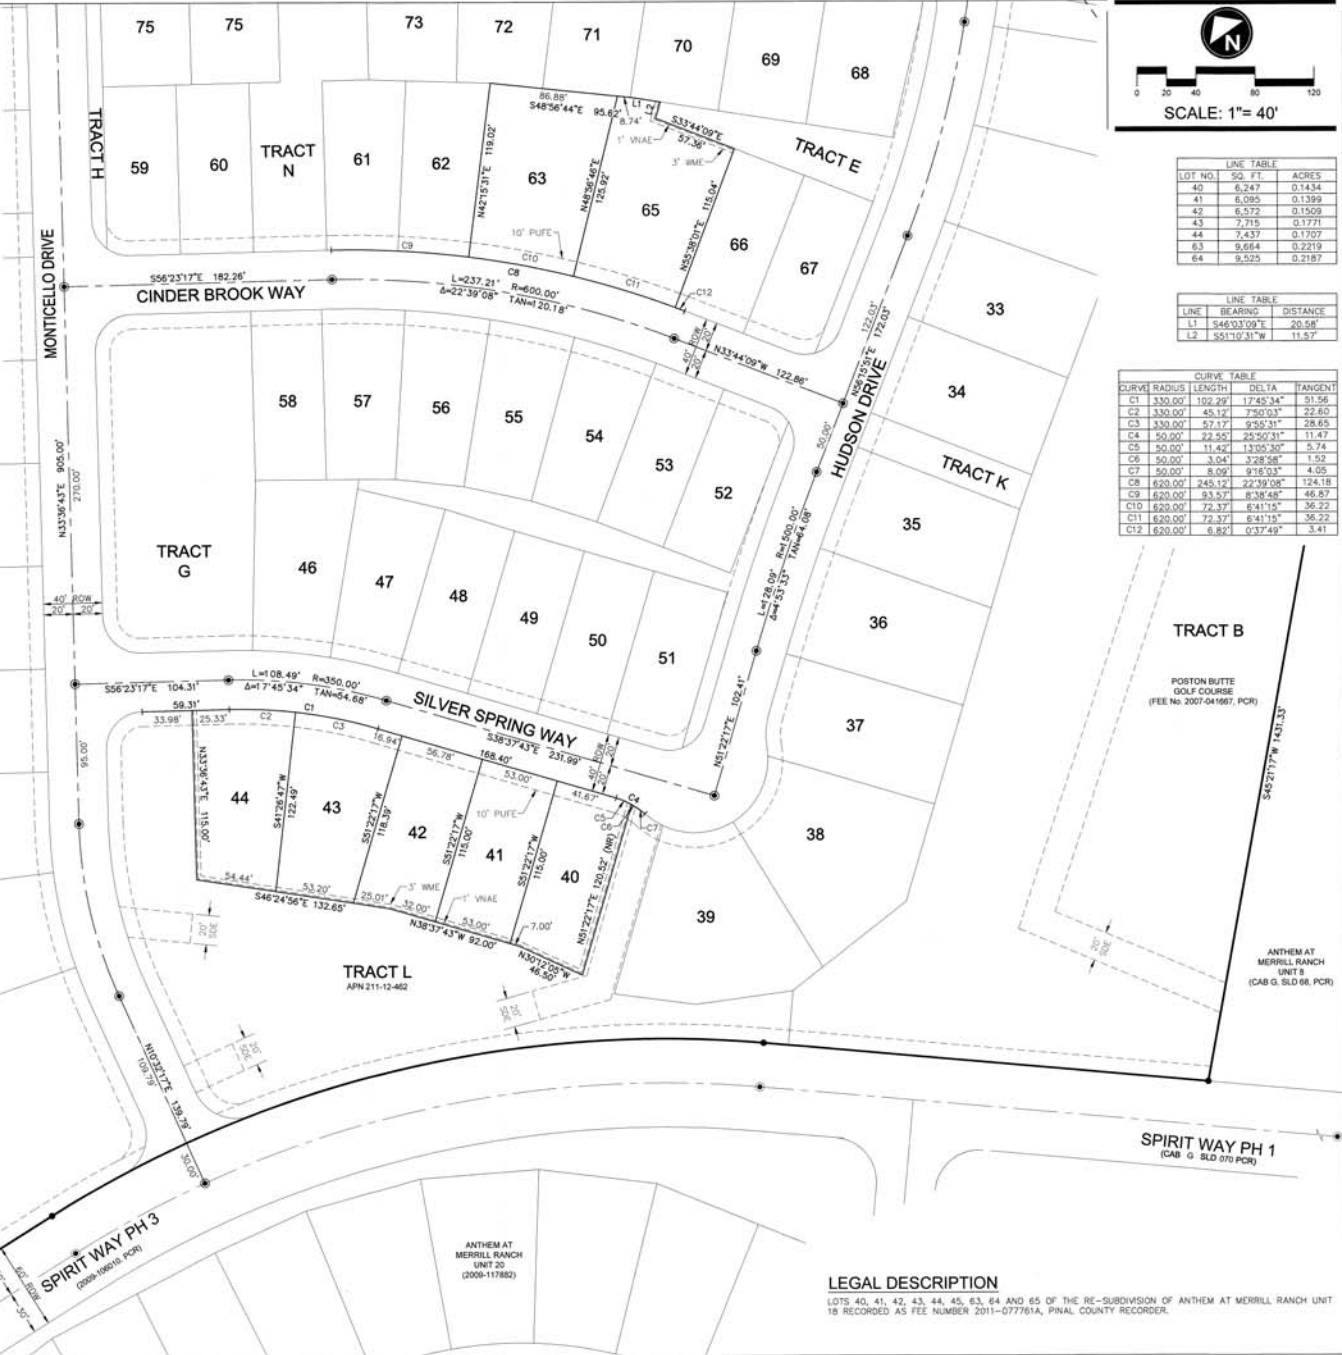 75
75
73
72
71
70
69
68
N
0 20 40 80 120
SCALE: 1"= 40'
TRACT H
59
60
TRACT
N
61
62
63
65
66
67
TRACT E
86.88'
S48°56'44"E 95.62'
8.74'
L1
L2
S33°44'09"E
57.36'
1' VNAE
3' WME
N42°15'31"E 119.02'
N48°56'46"E
125.92'
N55°38'01"E 115.04'
10' PUFE
C9
C10
C8
C11
C12
MONTICELLO DRIVE
S56°23'17"E 182.26'
CINDER BROOK WAY
L=237.21' R=600.00'
Δ=22°39'08" TAN=120.18'
N33°44'09"W 122.86'
40' ROW
20'
20'
122.03'
N56°15'51"E 172.03'
50.00'
HUDSON DRIVE
33
34
TRACT K
35
36
37
38
39
LINE TABLE
LOT NO. SQ. FT. ACRES
40 6,247 0.1434
41 6,095 0.1399
42 6,572 0.1509
43 7,715 0.1771
44 7,437 0.1707
63 9,664 0.2219
64 9,525 0.2187
LINE TABLE
LINE BEARING DISTANCE
L1 S46°03'09"E 20.58'
L2 S51°10'31"W 11.57'
CURVE TABLE
CURVE RADIUS LENGTH DELTA TANGENT
C1 330.00' 102.29' 17°45'34" 51.56
C2 330.00' 45.12' 7°50'03" 22.60
C3 330.00' 57.17' 9°55'31" 28.65
C4 50.00' 22.55' 25°50'31" 11.47
C5 50.00' 11.42' 13°05'30" 5.74
C6 50.00' 3.04' 3°28'58" 1.52
C7 50.00' 8.09' 9°16'03" 4.05
C8 620.00' 245.12' 22°39'08" 124.18
C9 620.00' 93.57' 8°38'48" 46.87
C10 620.00' 72.37' 6°41'15" 36.22
C11 620.00' 72.37' 6°41'15" 36.22
C12 620.00' 6.82' 0°37'49" 3.41
58
57
56
55
54
53
52
N33°36'43"E 905.00'
270.00'
TRACT
G
46
47
48
49
50
51
L=128.09' R=1500.00'
Δ=4°53'33" TAN=64.08'
N51°22'17"E 102.41'
40' ROW
20' 20'
S56°23'17"E 104.31'
L=108.49' R=350.00'
Δ=17°45'34" TAN=54.68'
SILVER SPRING WAY
S38°37'43"E 231.99'
40' ROW
20'
20'
59.31'
33.98' 25.33'
C2
C1
C3
16.94'
56.78'
168.40'
53.00'
41.67'
C4
C5
C6
C7
95.00'
N33°36'43"E 115.00'
44
S41°26'47"W
122.49'
43
S51°22'17"W
118.39'
42
S51°22'17"W
115.00'
41
S51°22'17"W
115.00'
40
N51°22'17"E 120.52' (NR)
10' PUFE
54.44'
53.20'
S46°24'56"E 132.65'
25.01'
32.00'
3' WME
1' VNAE
53.00'
N38°37'43"W 92.00'
7.00'
N30°12'05"W
46.50'
20'
SDE
TRACT L
APN 211-12-462
20'
SDE
20'
SDE
N10°32'17"E 139.79'
109.79'
30.00'
TRACT B
POSTON BUTTE
GOLF COURSE
(FEE No. 2007-041667, PCR)
S45°21'17"W 1431.33'
20'
SDE
ANTHEM AT
MERRILL RANCH
UNIT 8
(CAB G, SLD 68, PCR)
SPIRIT WAY PH 1
(CAB G SLD 070 PCR)
SPIRIT WAY PH 3
(2009-106010, PCR)
60' ROW
30'
ANTHEM AT
MERRILL RANCH
UNIT 20
(2009-117882)
LEGAL DESCRIPTION
LOTS 40, 41, 42, 43, 44, 45, 63, 64 AND 65 OF THE RE-SUBDIVISION OF ANTHEM AT MERRILL RANCH UNIT
18 RECORDED AS FEE NUMBER 2011-077761A, PINAL COUNTY RECORDER.